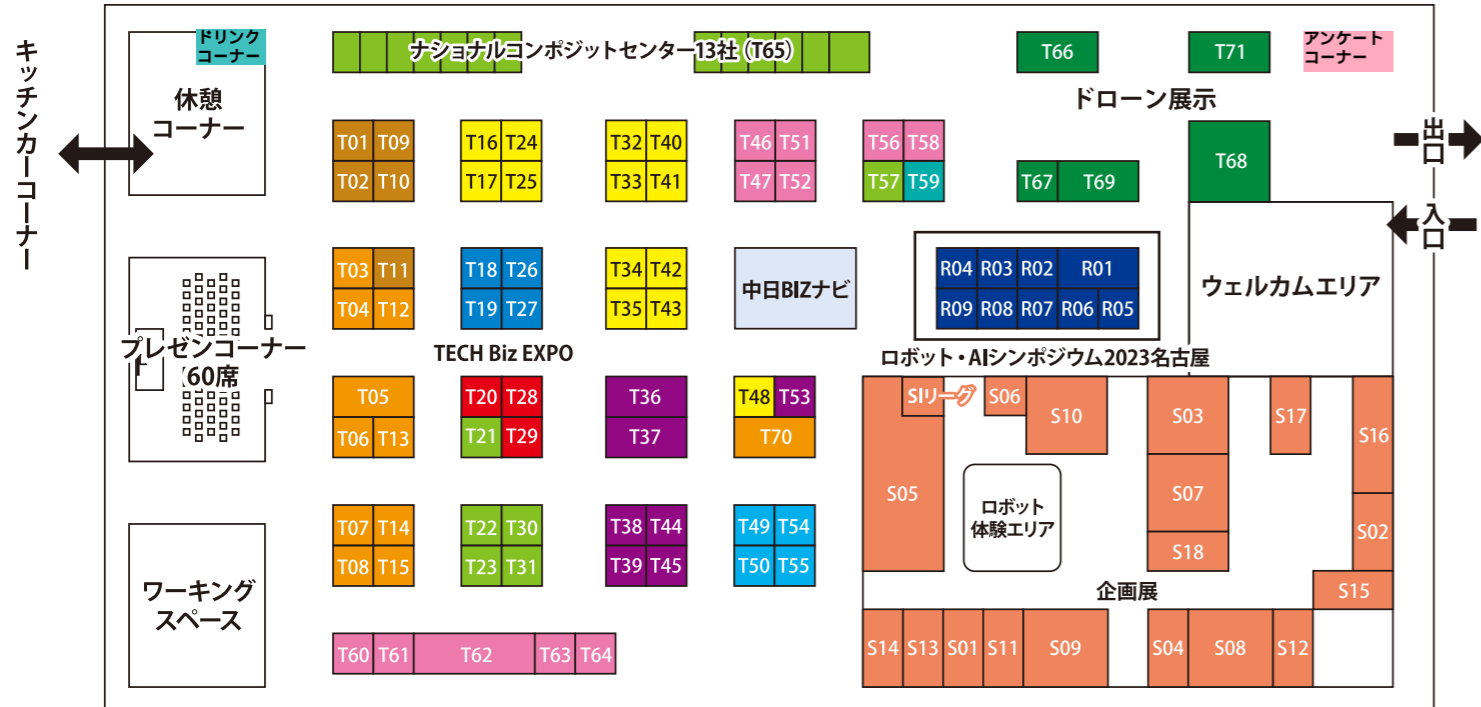 キッチンカーコーナー
ドリンク
コーナー
休憩
コーナー
ナショナルコンポジットセンター13社（T65）
T66
T71
アンケート
コーナー
ドローン展示
出口
入口
T01 T09
T02 T10
T16 T24
T17 T25
T32 T40
T33 T41
T46 T51
T47 T52
T56 T58
T57 T59
T67 T69
T68
T03 T11
T04 T12
T18 T26
T19 T27
T34 T42
T35 T43
中日BIZナビ
R04 R03 R02 R01
R09 R08 R07 R06 R05
ウェルカムエリア
プレゼンコーナー
60席
TECH Biz EXPO
ロボット・AIシンポジウム2023名古屋
T05
T06 T13
T20 T28
T21 T29
T36
T37
T48 T53
T70
SIリーグ
S06
S10
S03
S17
S16
S05
ロボット
体験エリア
S07
S18
S02
S15
T07 T14
T08 T15
T22 T30
T23 T31
T38 T44
T39 T45
T49 T54
T50 T55
企画展
ワーキング
スペース
T60 T61 T62 T63 T64
S14 S13 S01 S11 S09 S04 S08 S12